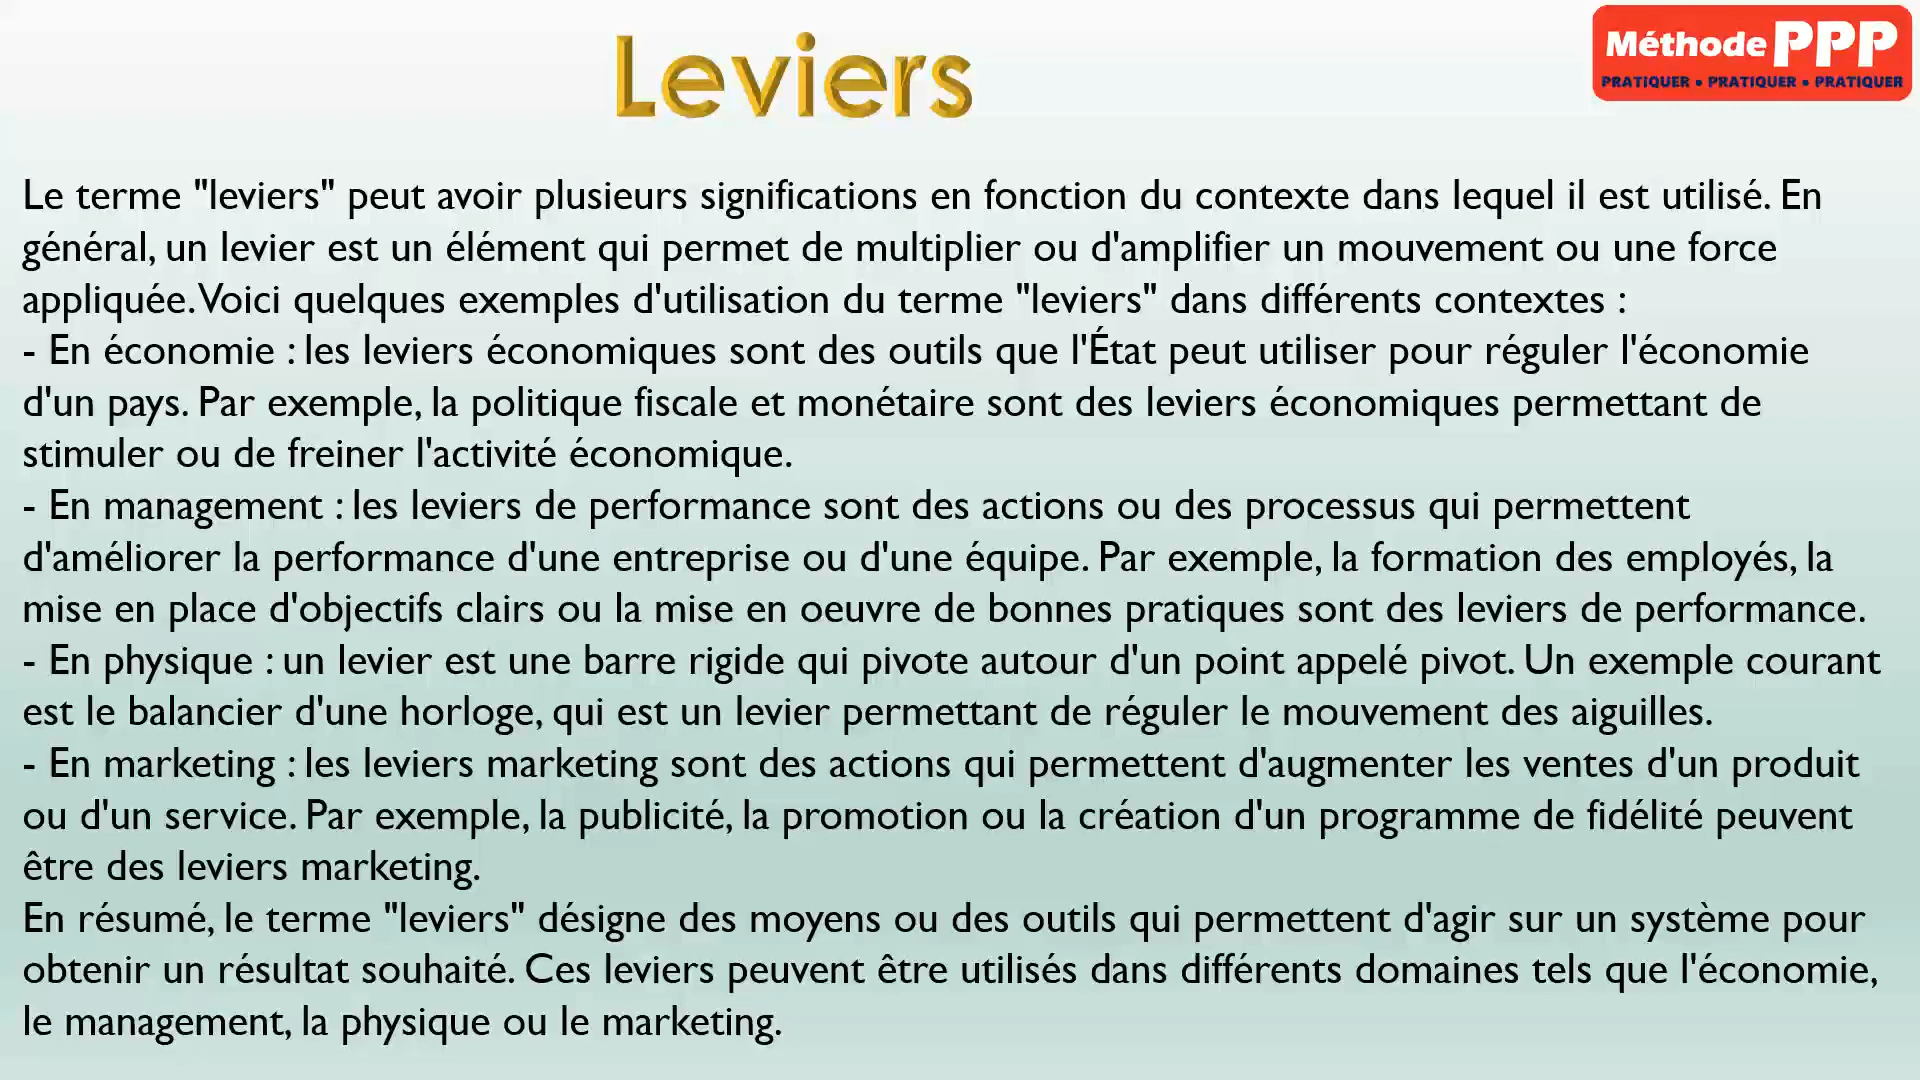 Leviers
Méthode PPP
PRATIQUER • PRATIQUER • PRATIQUER
Le terme "leviers" peut avoir plusieurs significations en fonction du contexte dans lequel il est utilisé. En
général, un levier est un élément qui permet de multiplier ou d'amplifier un mouvement ou une force
appliquée. Voici quelques exemples d'utilisation du terme "leviers" dans différents contextes :
- En économie : les leviers économiques sont des outils que l'État peut utiliser pour réguler l'économie
d'un pays. Par exemple, la politique fiscale et monétaire sont des leviers économiques permettant de
stimuler ou de freiner l'activité économique.
- En management : les leviers de performance sont des actions ou des processus qui permettent
d'améliorer la performance d'une entreprise ou d'une équipe. Par exemple, la formation des employés, la
mise en place d'objectifs clairs ou la mise en oeuvre de bonnes pratiques sont des leviers de performance.
- En physique : un levier est une barre rigide qui pivote autour d'un point appelé pivot. Un exemple courant
est le balancier d'une horloge, qui est un levier permettant de réguler le mouvement des aiguilles.
- En marketing : les leviers marketing sont des actions qui permettent d'augmenter les ventes d'un produit
ou d'un service. Par exemple, la publicité, la promotion ou la création d'un programme de fidélité peuvent
être des leviers marketing.
En résumé, le terme "leviers" désigne des moyens ou des outils qui permettent d'agir sur un système pour
obtenir un résultat souhaité. Ces leviers peuvent être utilisés dans différents domaines tels que l'économie,
le management, la physique ou le marketing.